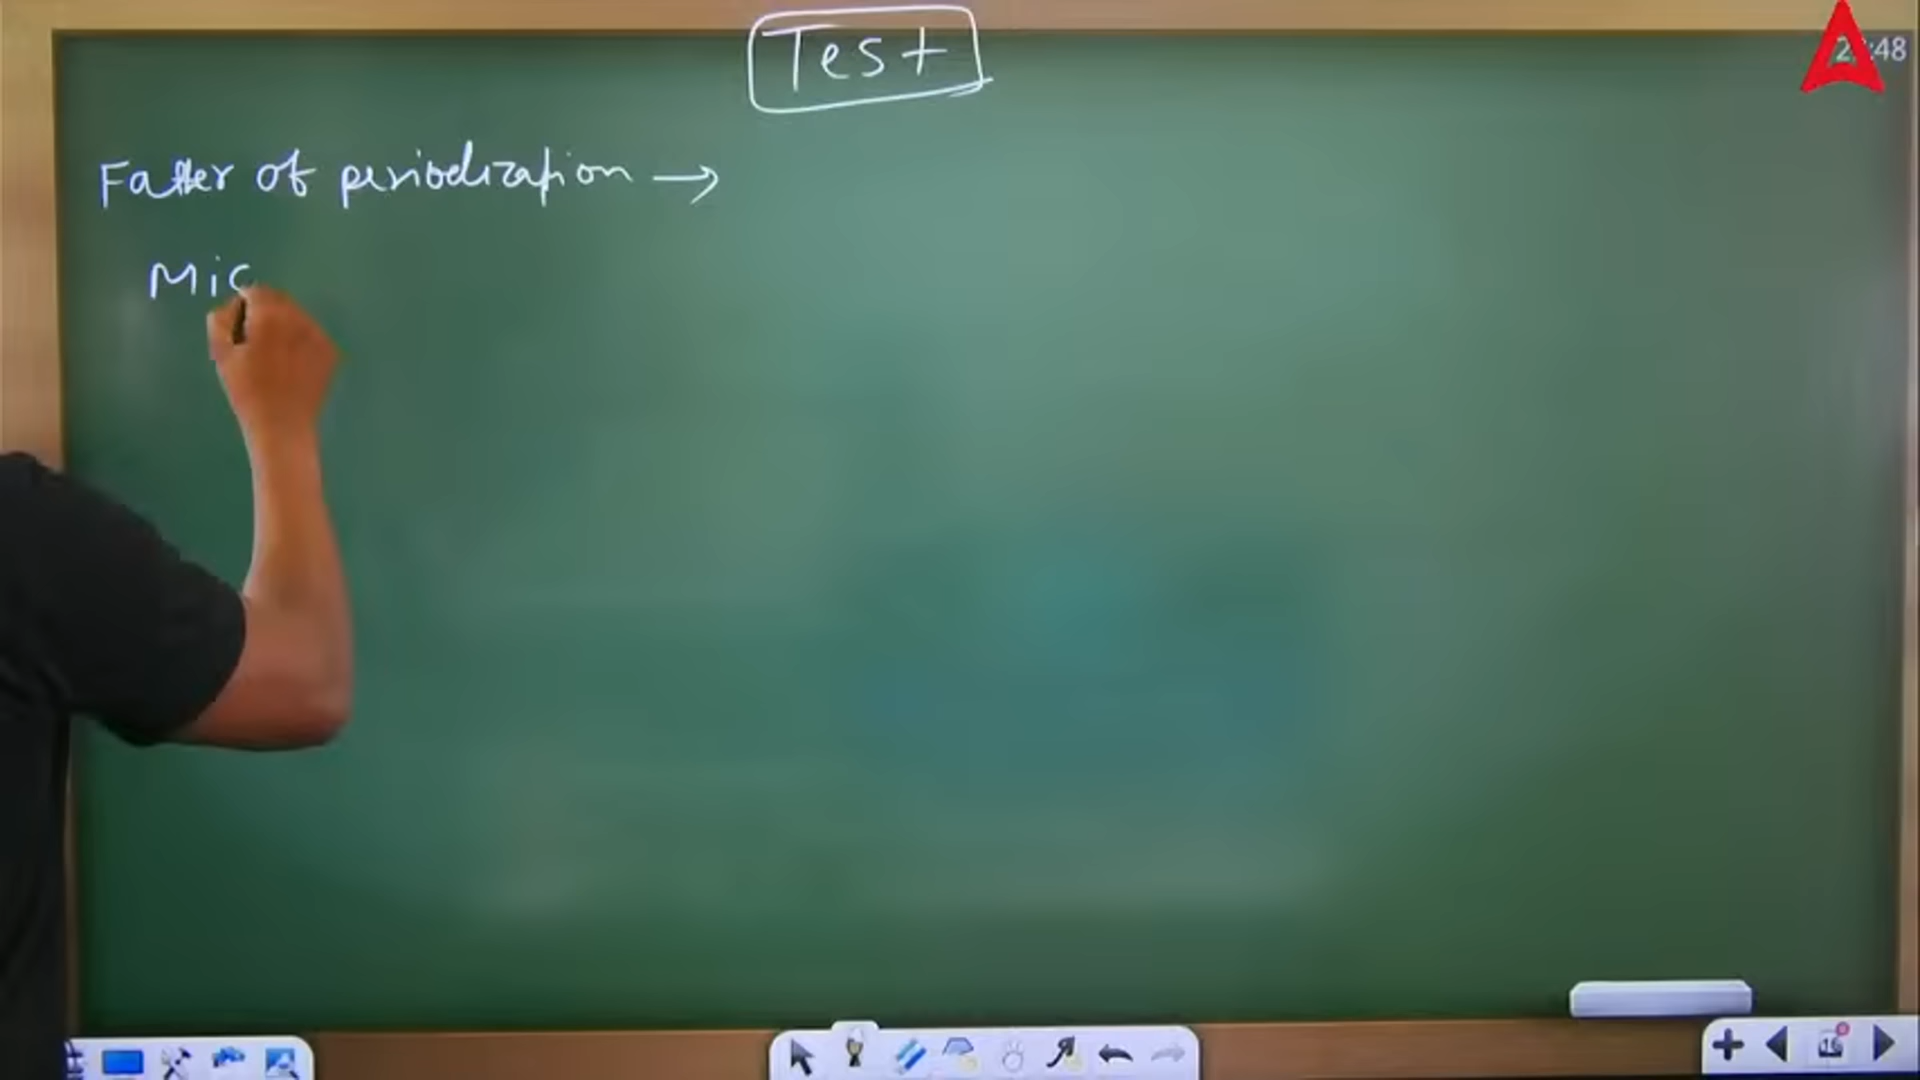 Test
Father of periodization →
Mic